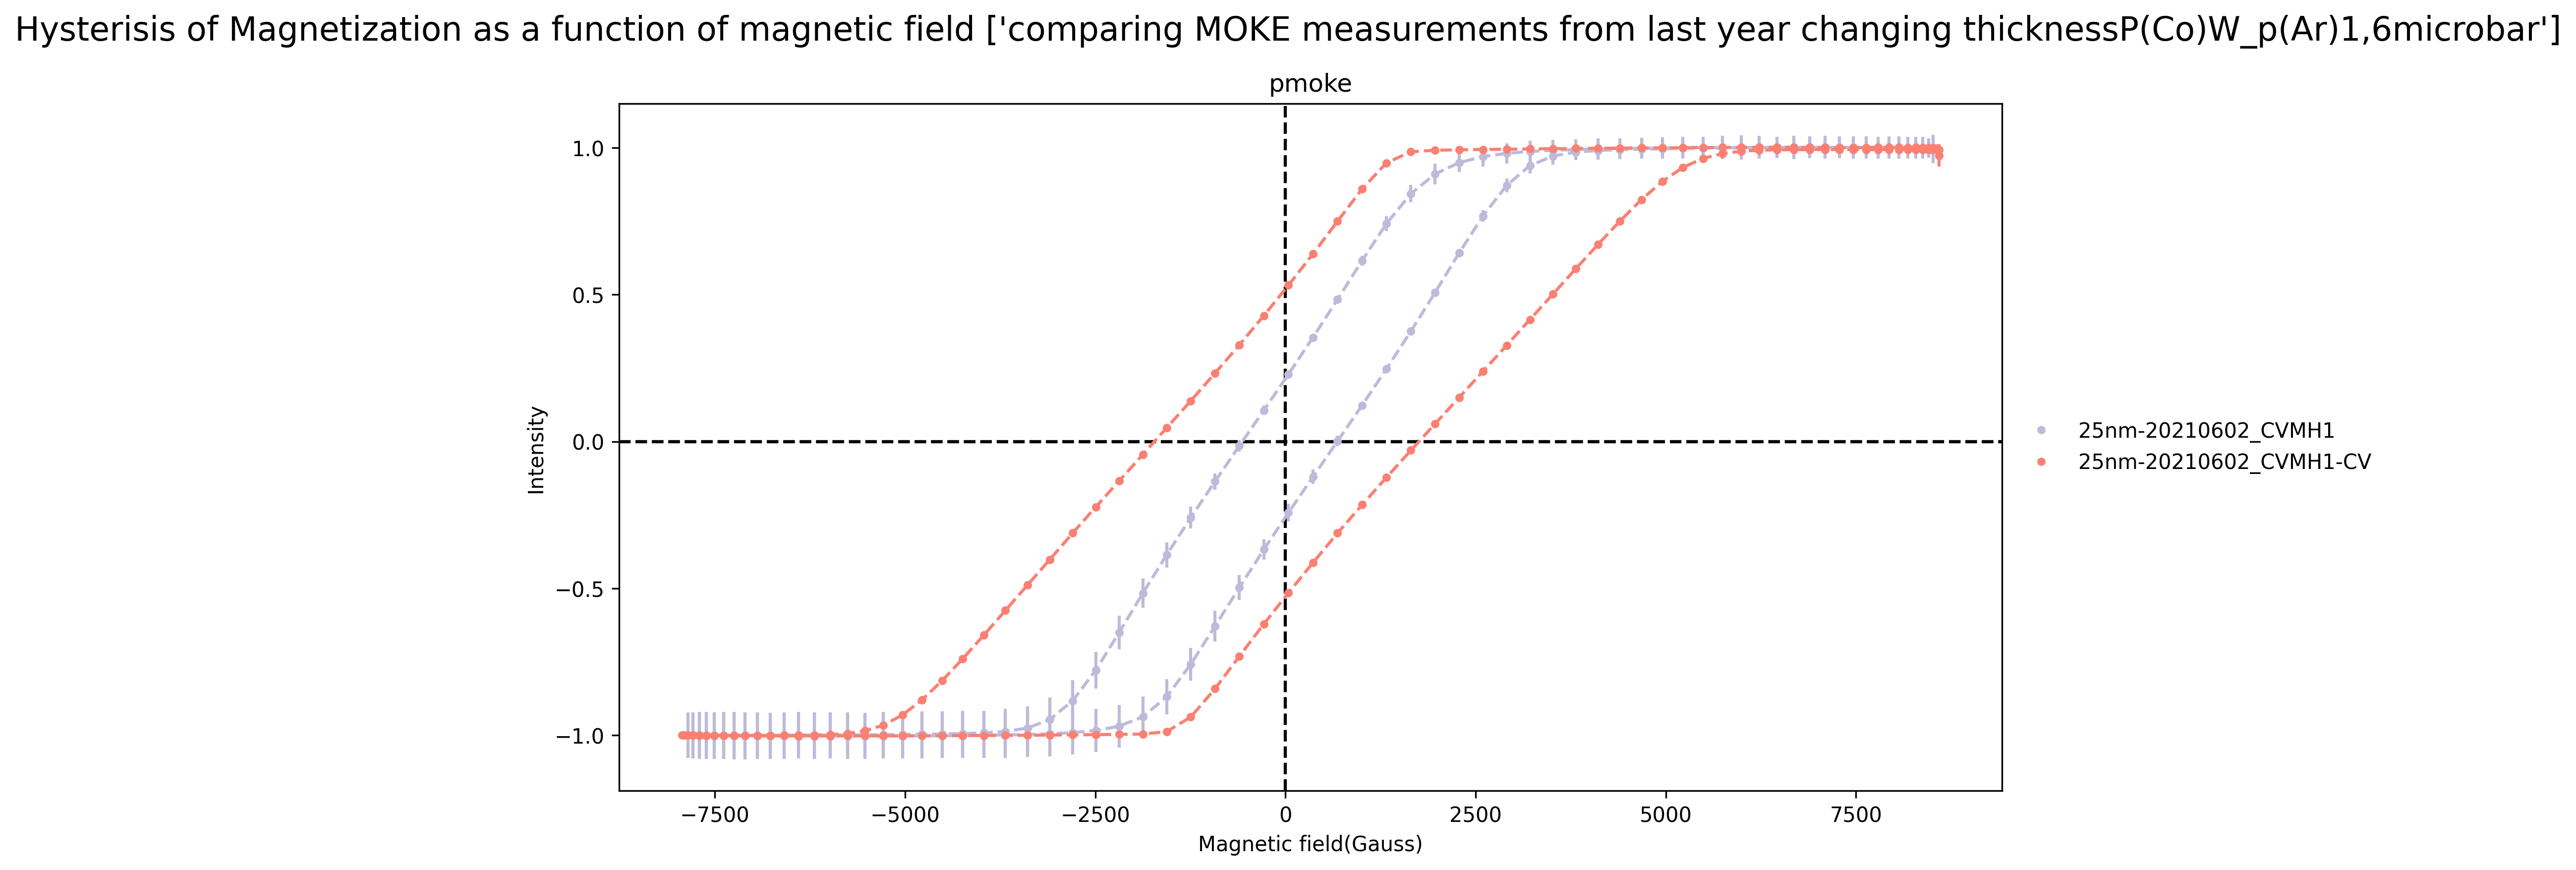 Hysterisis of Magnetization as a function of magnetic field ['comparing MOKE measurements from last year changing thicknessP(Co)W_p(Ar)1,6microbar']
pmoke
1.0
0.5
0.0
−0.5
−1.0
Intensity
−7500
−5000
−2500
0
2500
5000
7500
Magnetic field(Gauss)
25nm-20210602_CVMH1
25nm-20210602_CVMH1-CV